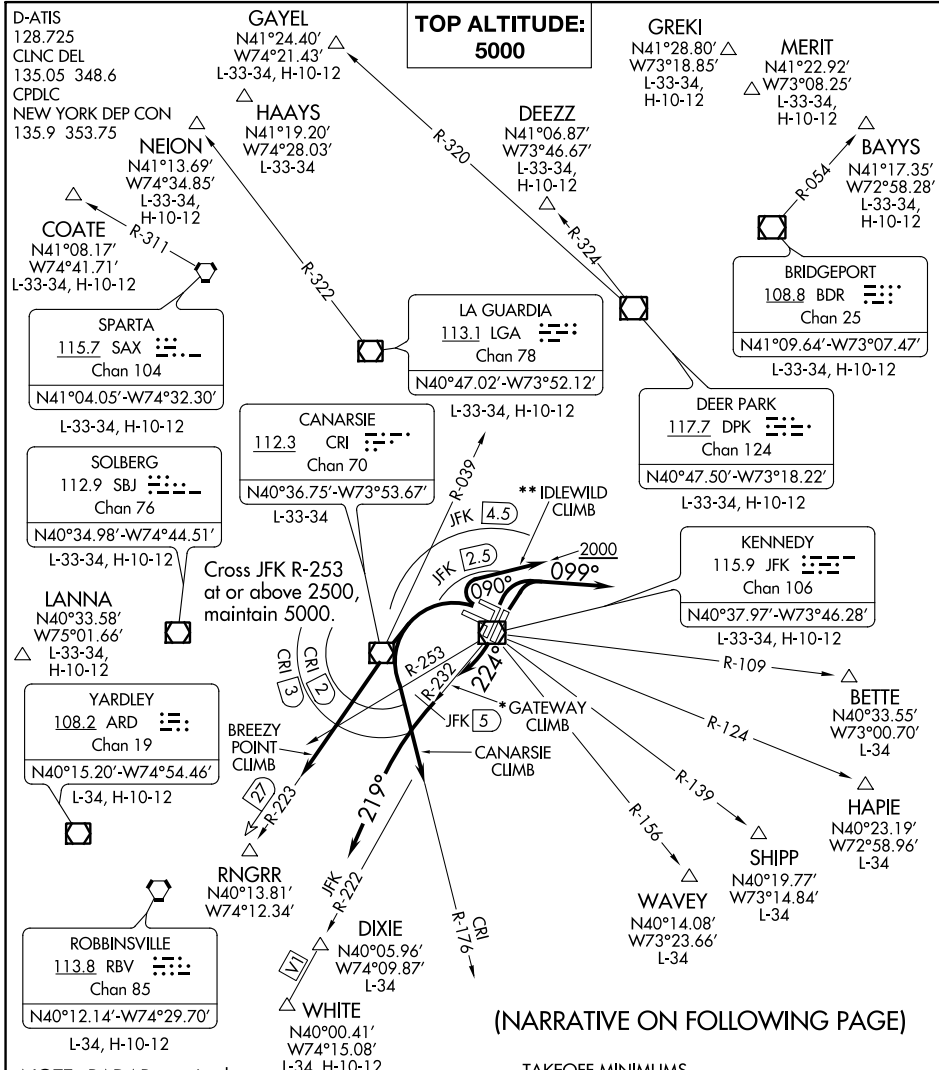 D-ATIS
128.725
CLNC DEL
135.05 348.6
CPDLC
NEW YORK DEP CON
135.9 353.75
GAYEL
N41°24.40'
W74°21.43'
L-33-34, H-10-12
TOP ALTITUDE:
5000
GREKI
N41°28.80'
W73°18.85'
L-33-34,
H-10-12
MERIT
N41°22.92'
W73°08.25'
L-33-34,
H-10-12
HAAYS
N41°19.20'
W74°28.03'
L-33-34
NEION
N41°13.69'
W74°34.85'
L-33-34,
H-10-12
DEEZZ
N41°06.87'
W73°46.67'
L-33-34,
H-10-12
BAYYS
N41°17.35'
W72°58.28'
L-33-34,
H-10-12
COATE
N41°08.17'
W74°41.71'
L-33-34, H-10-12
R-311
R-322
R-320
R-324
R-054
SPARTA
115.7 SAX
Chan 104
N41°04.05'-W74°32.30'
L-33-34, H-10-12
LA GUARDIA
113.1 LGA
Chan 78
N40°47.02'-W73°52.12'
L-33-34, H-10-12
BRIDGEPORT
108.8 BDR
Chan 25
N41°09.64'-W73°07.47'
L-33-34, H-10-12
DEER PARK
117.7 DPK
Chan 124
N40°47.50'-W73°18.22'
L-33-34, H-10-12
CANARSIE
112.3 CRI
Chan 70
N40°36.75'-W73°53.67'
L-33-34
SOLBERG
112.9 SBJ
Chan 76
N40°34.98'-W74°44.51'
L-33-34, H-10-12
R-039
JFK 4.5
JFK 2.5
** IDLEWILD
CLIMB
2000
090°
099°
KENNEDY
115.9 JFK
Chan 106
N40°37.97'-W73°46.28'
L-33-34, H-10-12
Cross JFK R-253
at or above 2500,
maintain 5000.
LANNA
N40°33.58'
W75°01.66'
L-33-34,
H-10-12
CRI 3
CRI 2
R-253
R-232
224°
JFK 5
*GATEWAY
CLIMB
CANARSIE
CLIMB
BREEZY
POINT
CLIMB
R-109
R-124
R-139
R-156
BETTE
N40°33.55'
W73°00.70'
L-34
YARDLEY
108.2 ARD
Chan 19
N40°15.20'-W74°54.46'
L-34, H-10-12
27
R-223
219°
JFK
R-222
CRI
R-176
HAPIE
N40°23.19'
W72°58.96'
L-34
SHIPP
N40°19.77'
W73°14.84'
L-34
WAVEY
N40°14.08'
W73°23.66'
L-34
RNGRR
N40°13.81'
W74°12.34'
ROBBINSVILLE
113.8 RBV
Chan 85
N40°12.14'-W74°29.70'
L-34, H-10-12
DIXIE
N40°05.96'
W74°09.87'
L-34
V1
WHITE
N40°00.41'
W74°15.08'
L-34, H-10-12
(NARRATIVE ON FOLLOWING PAGE)
TAKEOFF MINIMUMS